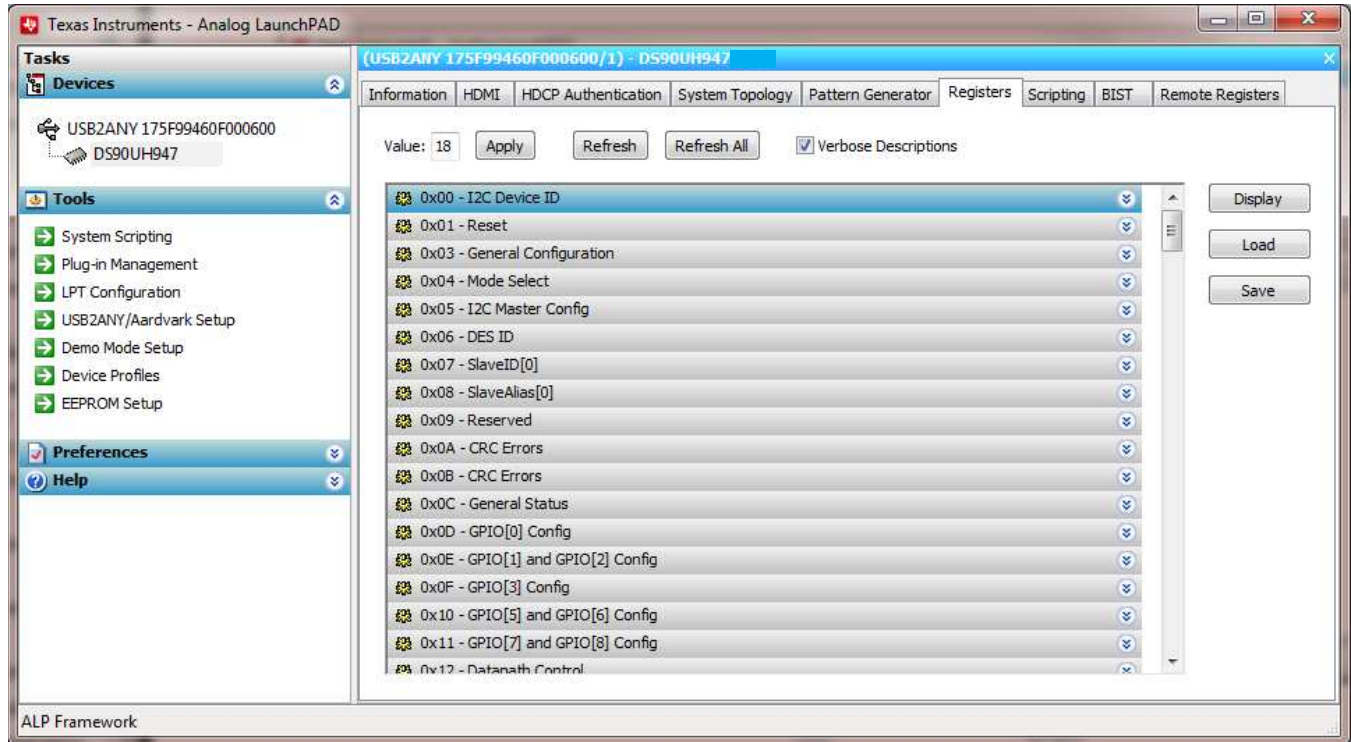 Texas Instruments - Analog LaunchPAD
Tasks
Devices
USB2ANY 175F99460F000600
DS90UH947
Tools
System Scripting
Plug-in Management
LPT Configuration
USB2ANY/Aardvark Setup
Demo Mode Setup
Device Profiles
EEPROM Setup
Preferences
Help
(USB2ANY 175F99460F000600/1) - DS90UH947
Information HDMI HDCP Authentication System Topology Pattern Generator Registers Scripting BIST Remote Registers
Value: 18 Apply Refresh Refresh All Verbose Descriptions
0x00 - I2C Device ID
0x01 - Reset
0x03 - General Configuration
0x04 - Mode Select
0x05 - I2C Master Config
0x06 - DES ID
0x07 - SlaveID[0]
0x08 - SlaveAlias[0]
0x09 - Reserved
0x0A - CRC Errors
0x0B - CRC Errors
0x0C - General Status
0x0D - GPIO[0] Config
0x0E - GPIO[1] and GPIO[2] Config
0x0F - GPIO[3] Config
0x10 - GPIO[5] and GPIO[6] Config
0x11 - GPIO[7] and GPIO[8] Config
0x12 - Datapath Control
Display
Load
Save
ALP Framework